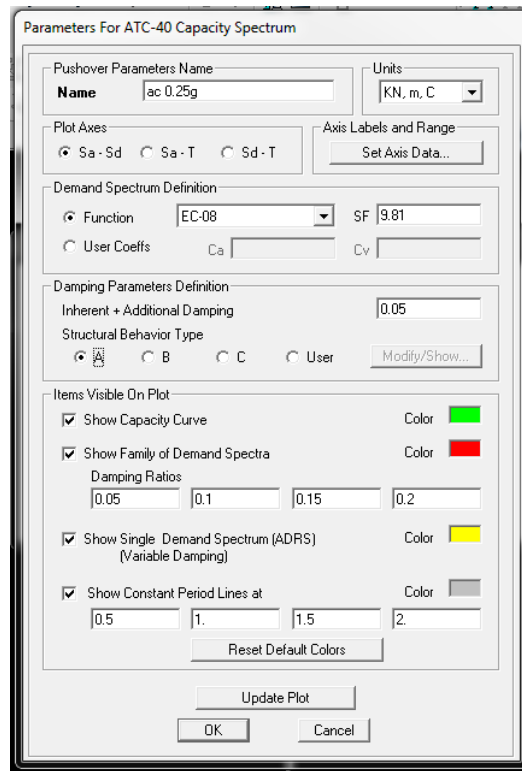 Parameters For ATC-40 Capacity Spectrum
Pushover Parameters Name
Name ac 0.25g
Units
KN, m, C
Plot Axes
Sa - Sd Sa - T Sd - T
Axis Labels and Range
Set Axis Data...
Demand Spectrum Definition
Function EC-08 SF 9.81
User Coeffs Ca Cv
Damping Parameters Definition
Inherent + Additional Damping 0.05
Structural Behavior Type
A B C User Modify/Show...
Items Visible On Plot
Show Capacity Curve Color
Show Family of Demand Spectra Color
Damping Ratios
0.05 0.1 0.15 0.2
Show Single Demand Spectrum (ADRS) Color
(Variable Damping)
Show Constant Period Lines at Color
0.5 1. 1.5 2.
Reset Default Colors
Update Plot
OK Cancel